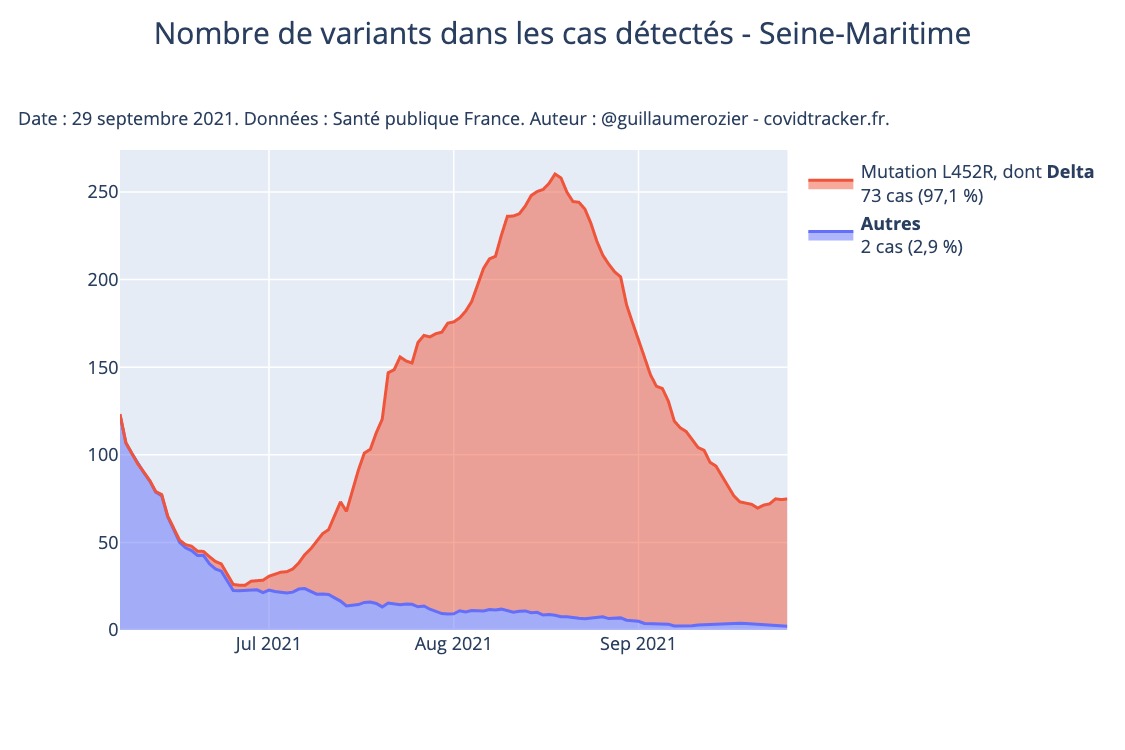 Nombre de variants dans les cas détectés - Seine-Maritime
Date : 29 septembre 2021. Données : Santé publique France. Auteur : @guillaumerozier - covidtracker.fr.
Mutation L452R, dont Delta
73 cas (97,1 %)
Autres
2 cas (2,9 %)
250
200
150
100
50
0
Jul 2021
Aug 2021
Sep 2021